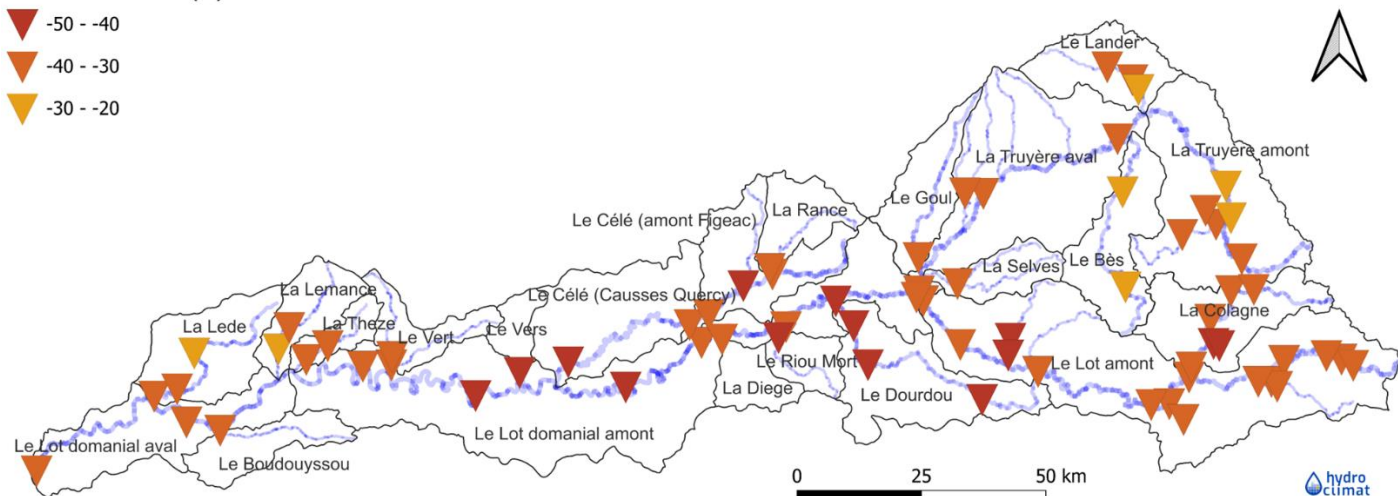 -50 - -40
-40 - -30
-30 - -20
Le Lander
La Truyère aval
La Truyère amont
Le Goul
La Rance
Le Célé (amont Figeac)
La Selves
Le Bès
Le Célé (Causses Quercy)
La Colagne
La Lemance
La Lede
La Theze
Le Vert
Le Vers
Le Riou Mort
Le Lot amont
La Diege
Le Dourdou
Le Lot domanial amont
Le Lot domanial aval
Le Boudouyssou
0 25 50 km
hydro
climat